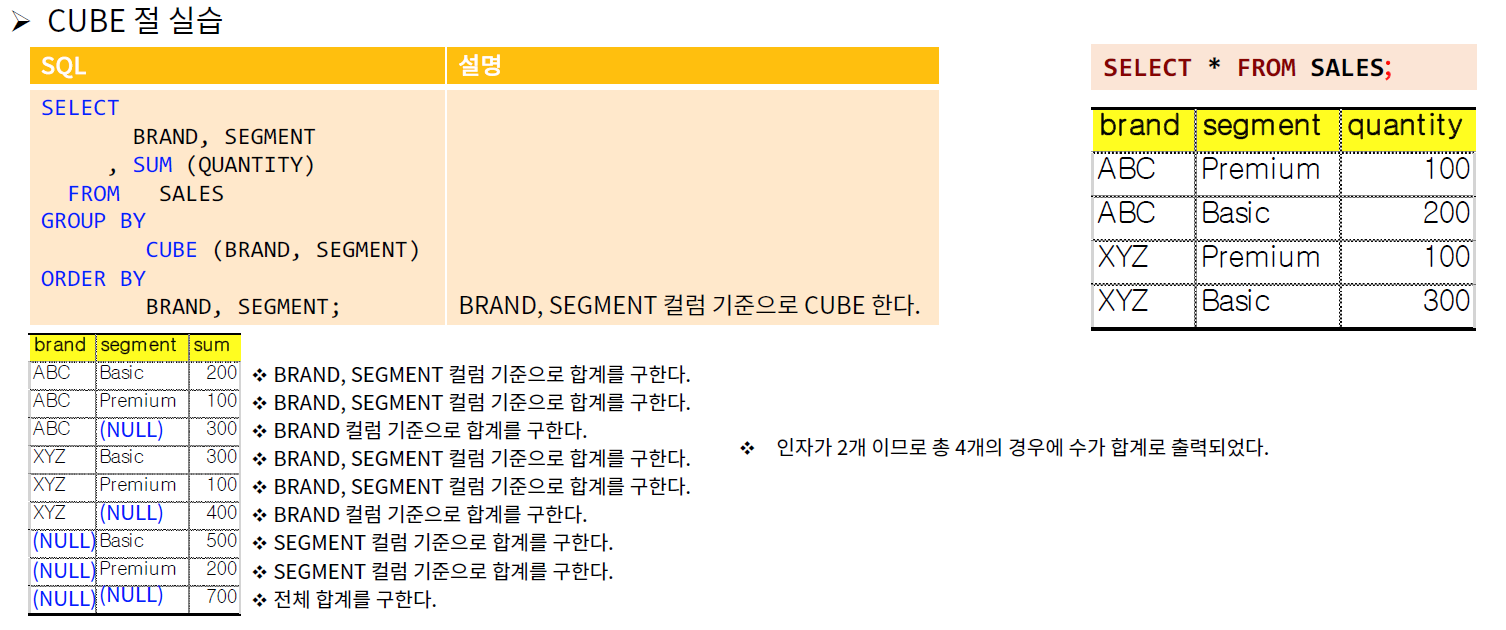 ➢ CUBE 절 실습
SQL 설명
SELECT
BRAND, SEGMENT
, SUM (QUANTITY)
FROM SALES
GROUP BY
CUBE (BRAND, SEGMENT)
ORDER BY
BRAND, SEGMENT;
BRAND, SEGMENT 컬럼 기준으로 CUBE 한다.
SELECT * FROM SALES;
brand segment quantity
ABC Premium 100
ABC Basic 200
XYZ Premium 100
XYZ Basic 300
brand segment sum
ABC Basic 200 ❖ BRAND, SEGMENT 컬럼 기준으로 합계를 구한다.
ABC Premium 100 ❖ BRAND, SEGMENT 컬럼 기준으로 합계를 구한다.
ABC (NULL) 300 ❖ BRAND 컬럼 기준으로 합계를 구한다.
XYZ Basic 300 ❖ BRAND, SEGMENT 컬럼 기준으로 합계를 구한다.
XYZ Premium 100 ❖ BRAND, SEGMENT 컬럼 기준으로 합계를 구한다.
XYZ (NULL) 400 ❖ BRAND 컬럼 기준으로 합계를 구한다.
(NULL) Basic 500 ❖ SEGMENT 컬럼 기준으로 합계를 구한다.
(NULL) Premium 200 ❖ SEGMENT 컬럼 기준으로 합계를 구한다.
(NULL) (NULL) 700 ❖ 전체 합계를 구한다.
❖ 인자가 2개 이므로 총 4개의 경우에 수가 합계로 출력되었다.